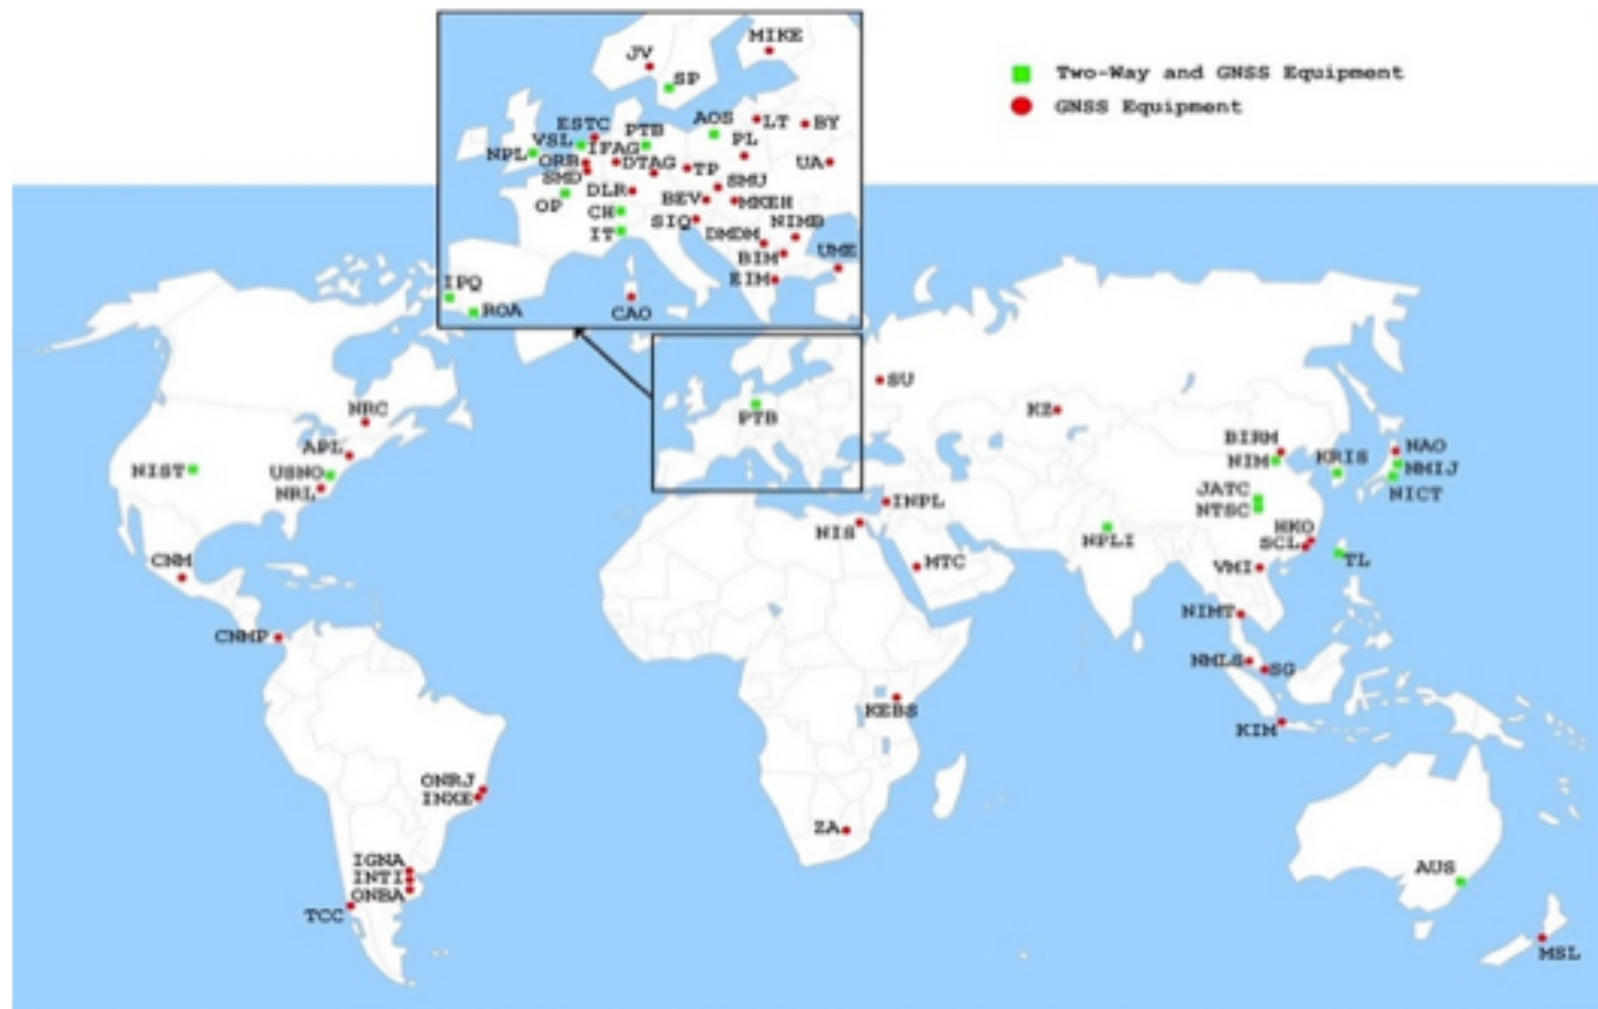 MIKE
JV
SP
Two-Way and GNSS Equipment
GNSS Equipment
ESTC
PTB
AOS
LT
BY
VSL
IFAG
PL
NPL
ORB
DTAG
TP
UA
SMD
DLR
SMU
OP
CH
BEV
MKEH
SIQ
NIMB
IT
DMDM
BIM
UME
EIM
IPQ
ROA
CAO
SU
PTB
KZ
NRC
APL
BIRM
NAO
NIST
USNO
NIM
KRIS
NMIJ
NRL
JATC
NICT
INPL
NTSC
NIS
HKO
NPLI
SCL
CNM
MTC
VMI
TL
NIMT
CNMP
NMLS
SG
KEBS
KIM
ONRJ
INXE
ZA
IGNA
INTI
AUS
ONBA
TCC
MSL